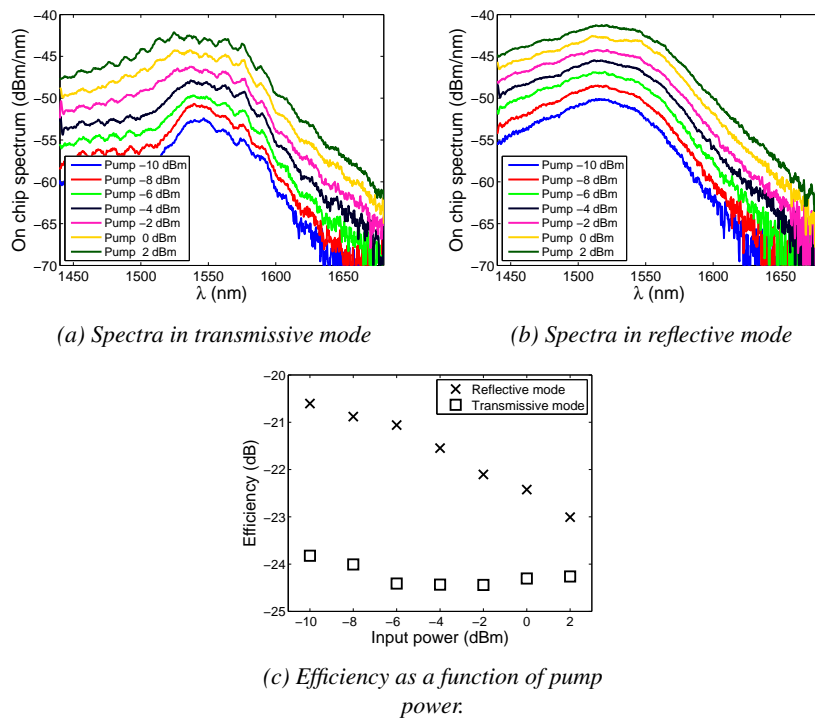 −40
−45
−50
−55
−60
−65
−70
On chip spectrum (dBm/nm)
Pump −10 dBm
Pump −8 dBm
Pump −6 dBm
Pump −4 dBm
Pump −2 dBm
Pump 0 dBm
Pump 2 dBm
1450 1500 1550 1600 1650
λ (nm)
(a) Spectra in transmissive mode
−40
−45
−50
−55
−60
−65
−70
On chip spectrum (dBm/nm)
Pump −10 dBm
Pump −8 dBm
Pump −6 dBm
Pump −4 dBm
Pump −2 dBm
Pump 0 dBm
Pump 2 dBm
1450 1500 1550 1600 1650
λ (nm)
(b) Spectra in reflective mode
−20
−21
−22
−23
−24
−25
Efficiency (dB)
Reflective mode
Transmissive mode
−10 −8 −6 −4 −2 0 2
Input power (dBm)
(c) Efficiency as a function of pump
power.